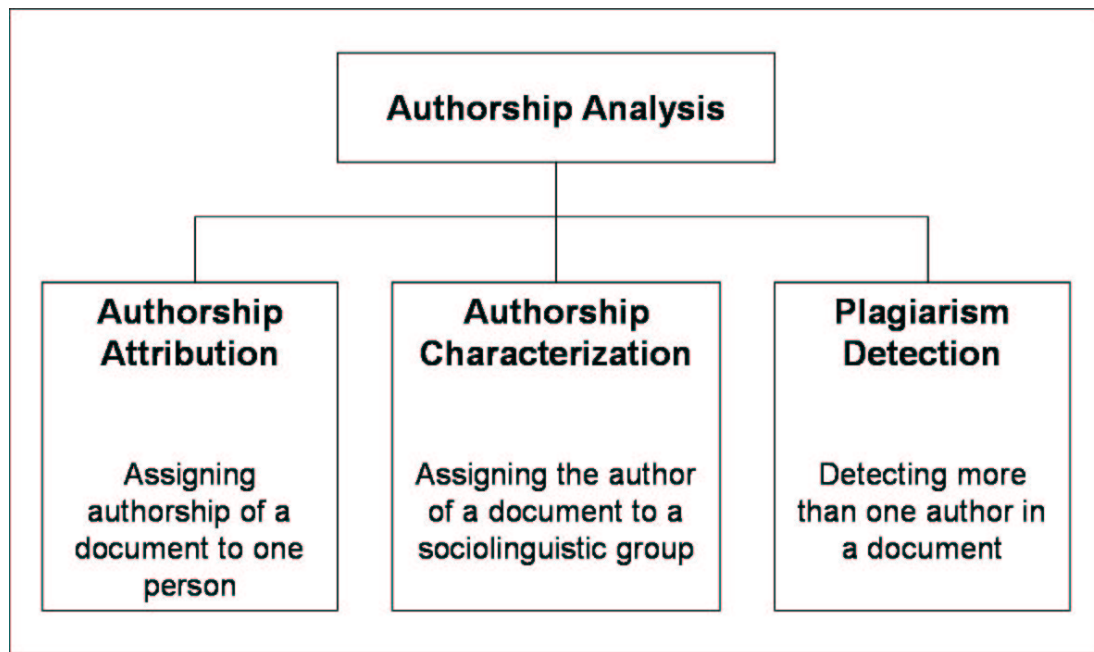 Authorship Analysis
Authorship
Attribution
Assigning
authorship of a
document to one
person
Authorship
Characterization
Assigning the author
of a document to a
sociolinguistic group
Plagiarism
Detection
Detecting more
than one author in
a document